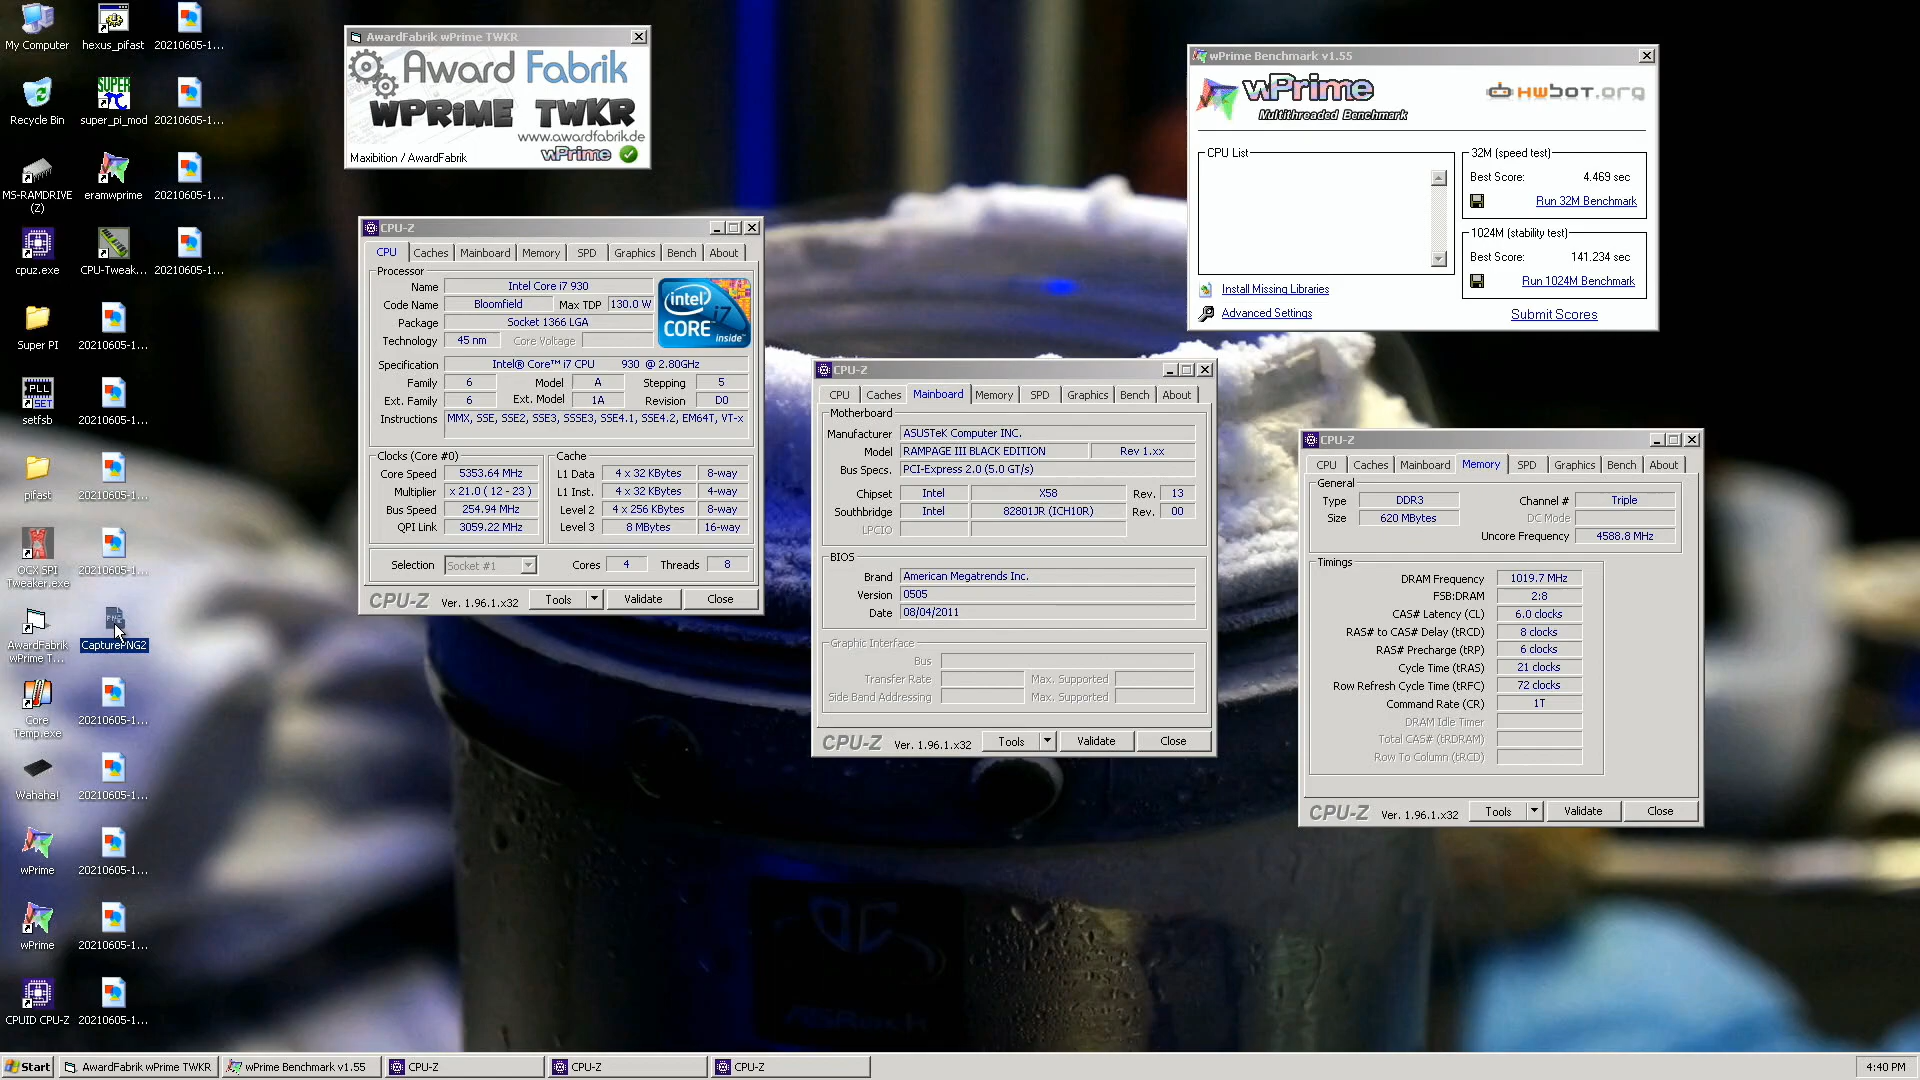 My Computer
hexus_pifast
20210605-1...
Recycle Bin
super_pi_mod
20210605-1...
MS-RAMDRIVE (Z)
eramwprime
20210605-1...
cpuz.exe
CPU-Tweak...
20210605-1...
Super PI
20210605-1...
PLL
SET
setfsb
20210605-1...
pifast
20210605-1...
OCX SPI Tweaker.exe
20210605-1...
AwardFabrik wPrime T...
CapturePNG2
Core Temp.exe
20210605-1...
Wahaha!
20210605-1...
wPrime
20210605-1...
wPrime
20210605-1...
CPUID CPU-Z
20210605-1...
AwardFabrik wPrime TWKR
Award Fabrik
WPRiME TWKR
www.awardfabrik.de
Maximbition / AwardFabrik
wPrime
wPrime Benchmark v1.55
wPrime
Multithreaded Benchmark
HWBOT.ORG
CPU List
32M (speed test)
Best Score: 4.469 sec
Run 32M Benchmark
1024M (stability test)
Best Score: 141.234 sec
Run 1024M Benchmark
Install Missing Libraries
Advanced Settings
Submit Scores
CPU-Z
CPU Caches Mainboard Memory SPD Graphics Bench About
Processor
Name Intel Core i7 930
Code Name Bloomfield Max TDP 130.0 W
Package Socket 1366 LGA
Technology 45 nm Core Voltage
intel CORE i7 inside™
Specification Intel® Core™ i7 CPU 930 @ 2.80GHz
Family 6 Model A Stepping 5
Ext. Family 6 Ext. Model 1A Revision D0
Instructions MMX, SSE, SSE2, SSE3, SSSE3, SSE4.1, SSE4.2, EM64T, VT-x
Clocks (Core #0)
Core Speed 5353.64 MHz
Multiplier x 21.0 ( 12 - 23 )
Bus Speed 254.94 MHz
QPI Link 3059.22 MHz
Cache
L1 Data 4 x 32 KBytes 8-way
L1 Inst. 4 x 32 KBytes 4-way
Level 2 4 x 256 KBytes 8-way
Level 3 8 MBytes 16-way
Selection Socket #1 Cores 4 Threads 8
CPU-Z Ver. 1.96.1.x32 Tools Validate Close
CPU-Z
CPU Caches Mainboard Memory SPD Graphics Bench About
Motherboard
Manufacturer ASUSTeK Computer INC.
Model RAMPAGE III BLACK EDITION Rev 1.xx
Bus Specs. PCI-Express 2.0 (5.0 GT/s)
Chipset Intel X58 Rev. 13
Southbridge Intel 82801JR (ICH10R) Rev. 00
LPCIO
BIOS
Brand American Megatrends Inc.
Version 0505
Date 08/04/2011
Graphic Interface
Bus
Transfer Rate Max. Supported
Side Band Addressing Max. Supported
CPU-Z Ver. 1.96.1.x32 Tools Validate Close
CPU-Z
CPU Caches Mainboard Memory SPD Graphics Bench About
General
Type DDR3 Channel # Triple
Size 620 MBytes DC Mode
Uncore Frequency 4588.8 MHz
Timings
DRAM Frequency 1019.7 MHz
FSB:DRAM 2:8
CAS# Latency (CL) 6.0 clocks
RAS# to CAS# Delay (tRCD) 8 clocks
RAS# Precharge (tRP) 6 clocks
Cycle Time (tRAS) 21 clocks
Row Refresh Cycle Time (tRFC) 72 clocks
Command Rate (CR) 1T
DRAM Idle Timer
Total CAS# (tRDRAM)
Row To Column (tRCD)
CPU-Z Ver. 1.96.1.x32 Tools Validate Close
Start AwardFabrik wPrime TWKR wPrime Benchmark v1.55 CPU-Z CPU-Z CPU-Z 4:40 PM